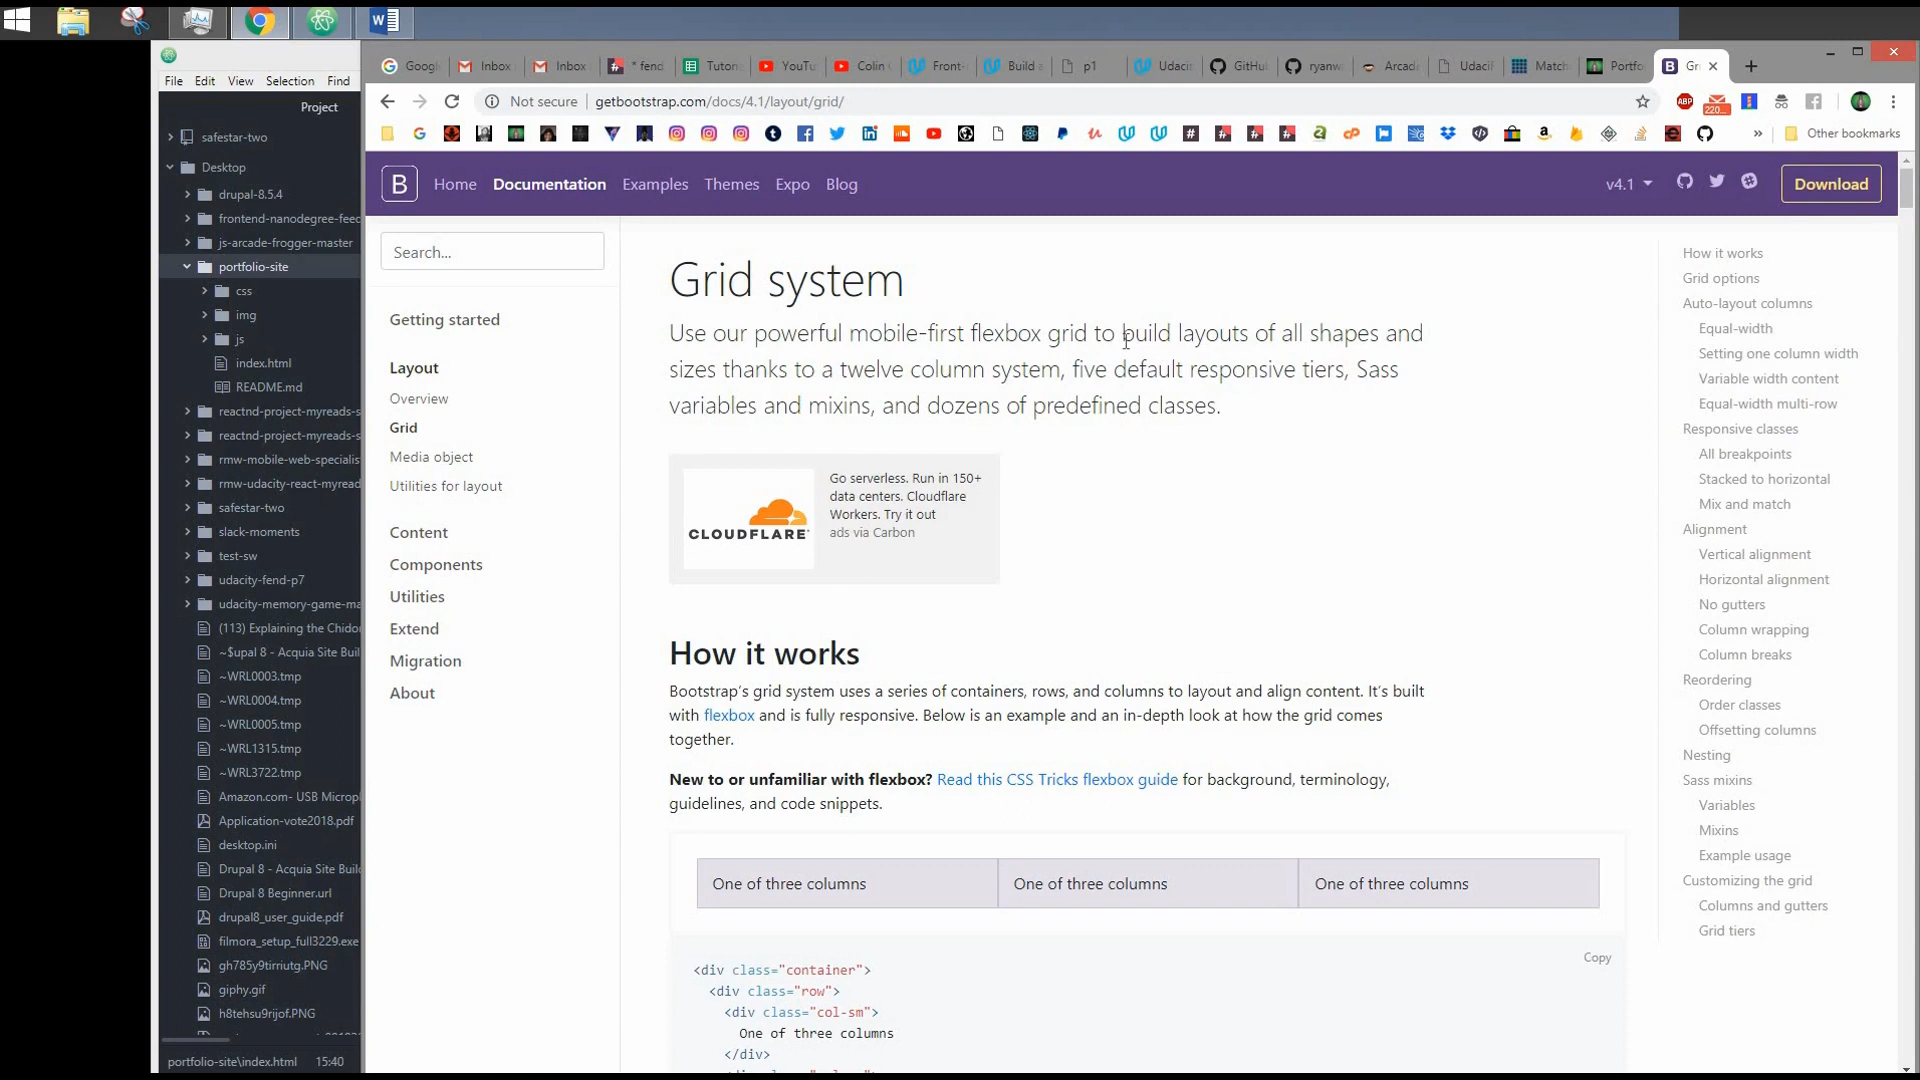 File Edit View Selection Find
Project
safestar-two
Desktop
drupal-8.5.4
frontend-nanodegree-feed
js-arcade-frogger-master
portfolio-site
css
img
js
index.html
README.md
reactnd-project-myreads-s
reactnd-project-myreads-s
rmw-mobile-web-specialis
rmw-udacity-react-myread
safestar-two
slack-moments
test-sw
udacity-fend-p7
udacity-memory-game-ma
(113) Explaining the Chido
~$upal 8 - Acquia Site Buil
~WRL0003.tmp
~WRL0004.tmp
~WRL0005.tmp
~WRL1315.tmp
~WRL3722.tmp
Amazon.com- USB Microp
Application-vote2018.pdf
desktop.ini
Drupal 8 - Acquia Site Buil
Drupal 8 Beginner.url
drupal8_user_guide.pdf
filmora_setup_full3229.exe
gh785y9tirriutg.PNG
giphy.gif
h8tehsu9rijof.PNG
portfolio-site\index.html 15:40
Googl Inbox Inbox * fend Tutor YouTu Colin Front- Build a p1 Udaci GitHu ryanw Arcad Udacit Match Portfo Gr
Not secure getbootstrap.com/docs/4.1/layout/grid/
ABP 220
Other bookmarks
B Home Documentation Examples Themes Expo Blog v4.1 Download
Search...
Getting started
Layout
Overview
Grid
Media object
Utilities for layout
Content
Components
Utilities
Extend
Migration
About
Grid system
Use our powerful mobile-first flexbox grid to build layouts of all shapes and
sizes thanks to a twelve column system, five default responsive tiers, Sass
variables and mixins, and dozens of predefined classes.
CLOUDFLARE
Go serverless. Run in 150+
data centers. Cloudflare
Workers. Try it out
ads via Carbon
How it works
Bootstrap’s grid system uses a series of containers, rows, and columns to layout and align content. It’s built
with flexbox and is fully responsive. Below is an example and an in-depth look at how the grid comes
together.
New to or unfamiliar with flexbox? Read this CSS Tricks flexbox guide for background, terminology,
guidelines, and code snippets.
One of three columns One of three columns One of three columns
Copy
<div class="container">
<div class="row">
<div class="col-sm">
One of three columns
</div>
How it works
Grid options
Auto-layout columns
Equal-width
Setting one column width
Variable width content
Equal-width multi-row
Responsive classes
All breakpoints
Stacked to horizontal
Mix and match
Alignment
Vertical alignment
Horizontal alignment
No gutters
Column wrapping
Column breaks
Reordering
Order classes
Offsetting columns
Nesting
Sass mixins
Variables
Mixins
Example usage
Customizing the grid
Columns and gutters
Grid tiers